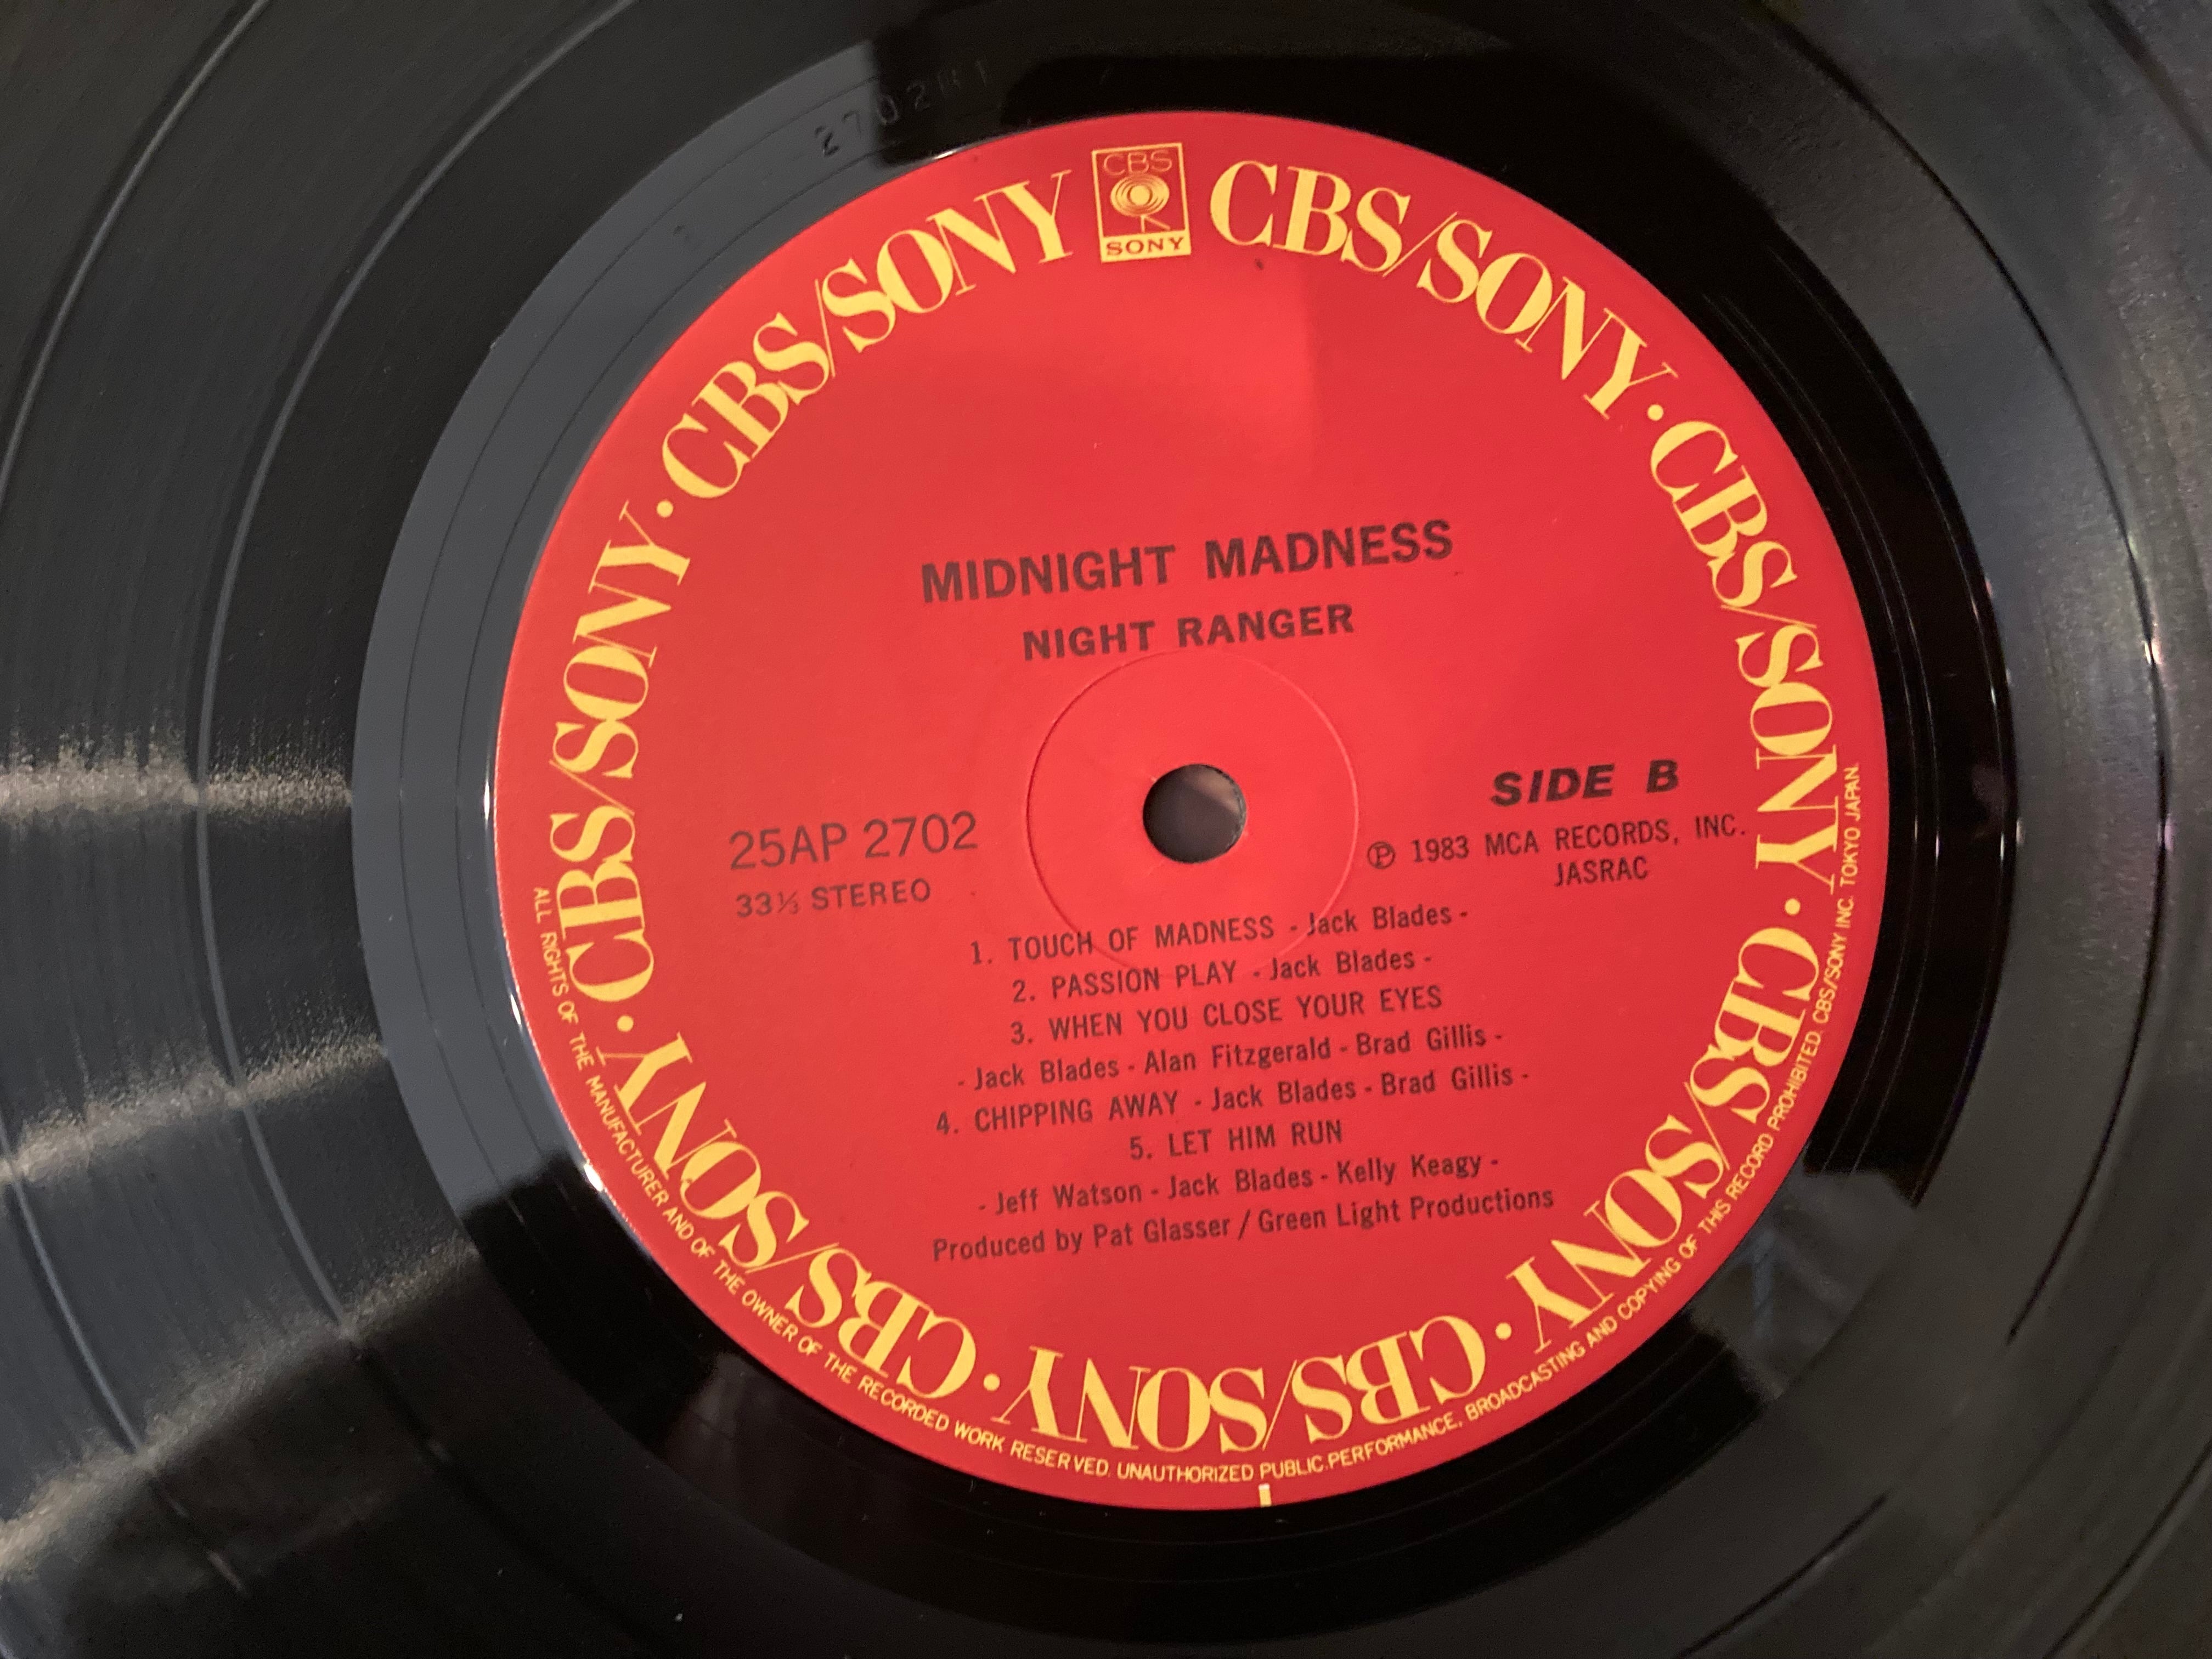 2702B1
CBS
SONY
CBS/SONY · CBS/SONY · CBS/SONY · CBS/SONY · CBS/SONY · CBS/SONY · CBS/SONY · CBS/SONY
MIDNIGHT MADNESS
NIGHT RANGER
25AP 2702
33⅓ STEREO
SIDE B
Ⓟ 1983 MCA RECORDS, INC.
JASRAC
1. TOUCH OF MADNESS - Jack Blades -
2. PASSION PLAY - Jack Blades -
3. WHEN YOU CLOSE YOUR EYES
- Jack Blades - Alan Fitzgerald - Brad Gillis -
4. CHIPPING AWAY - Jack Blades - Brad Gillis -
5. LET HIM RUN
- Jeff Watson - Jack Blades - Kelly Keagy -
Produced by Pat Glasser / Green Light Productions
ALL RIGHTS OF THE MANUFACTURER AND OF THE OWNER OF THE RECORDED WORK RESERVED. UNAUTHORIZED PUBLIC.PERFORMANCE, BROADCASTING AND COPYING OF THIS RECORD PROHIBITED. CBS/SONY INC. TOKYO JAPAN.